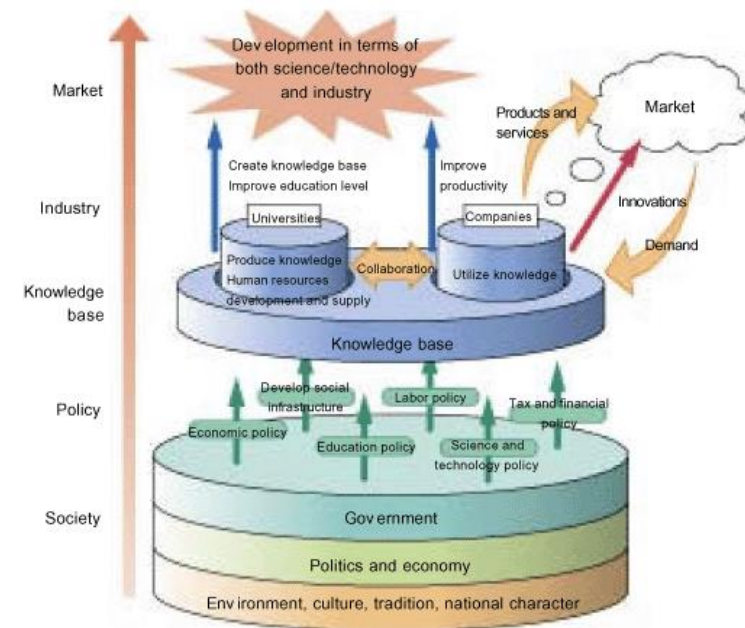 Development in terms of
both science/technology
and industry
Market
Market
Products and
services
Create knowledge base
Improve education level
Improve
productivity
Industry
Universities
Companies
Innovations
Demand
Produce knowledge
Human resources
development and supply
Collaboration
Utilize knowledge
Knowledge
base
Knowledge base
Policy
Economic policy
Develop social
infrastructure
Education policy
Labor policy
Science and
technology policy
Tax and financial
policy
Society
Government
Politics and economy
Environment, culture, tradition, national character